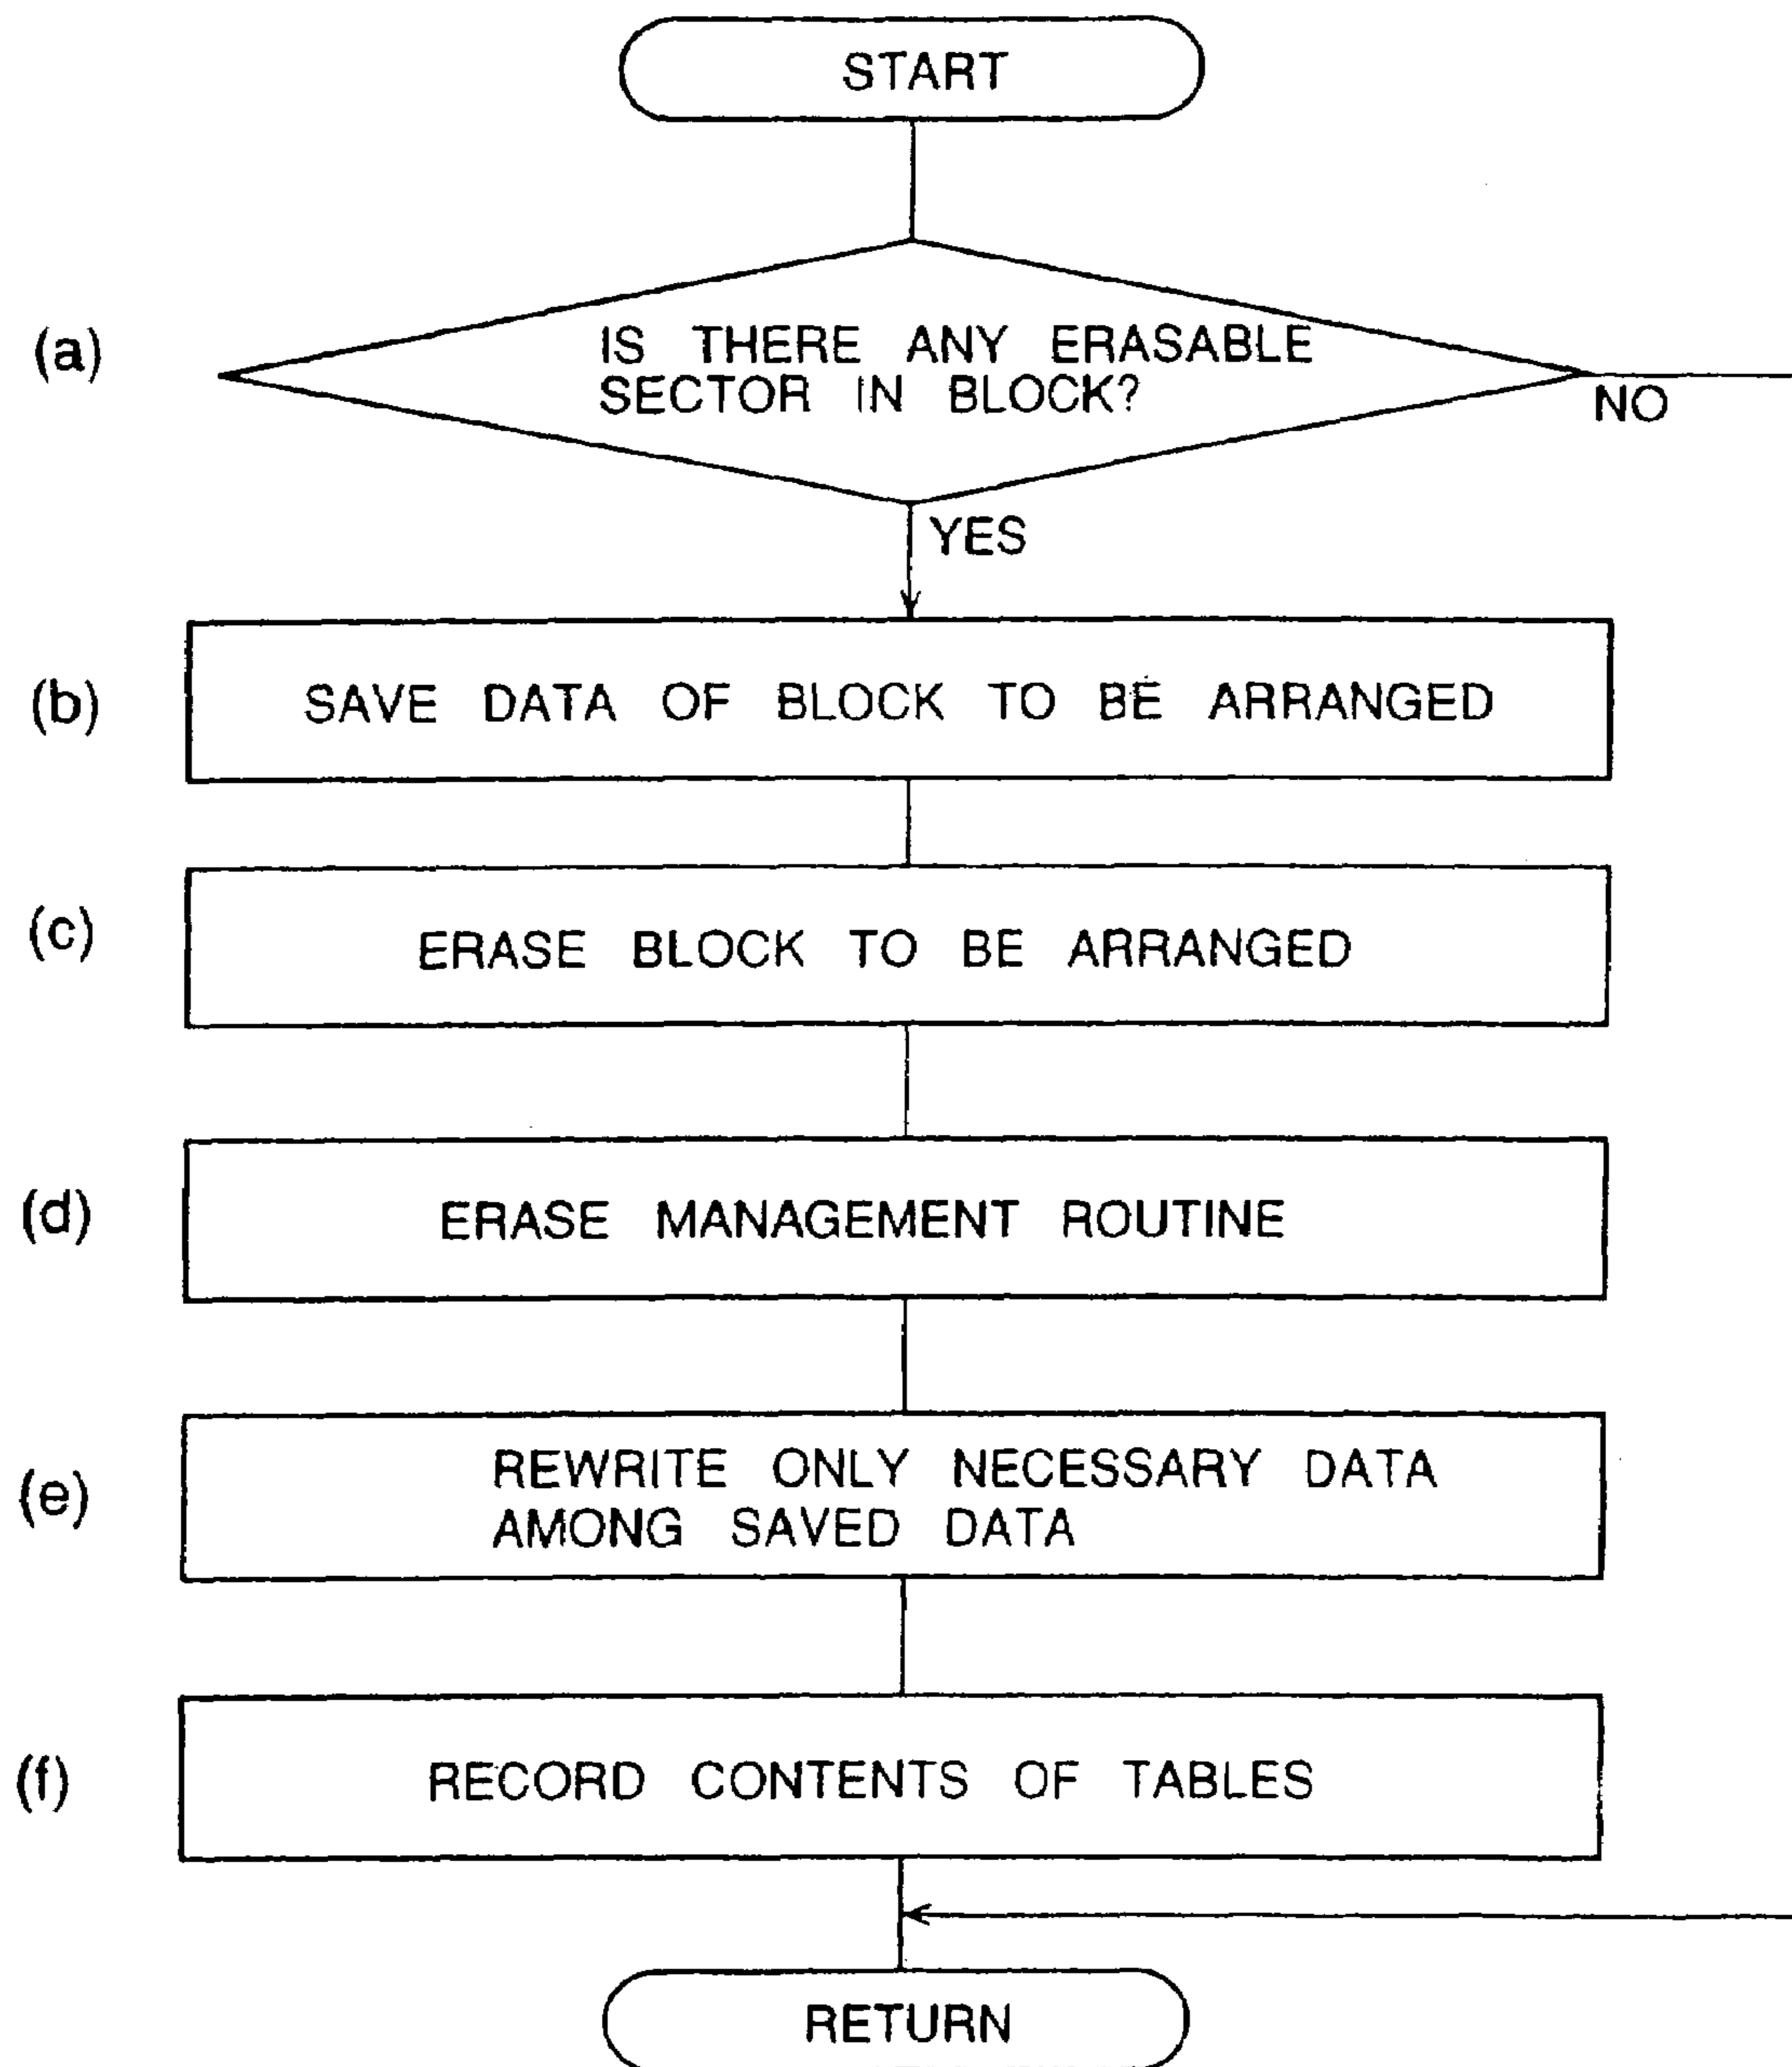 START
(a)
IS THERE ANY ERASABLE
SECTOR IN BLOCK?
NO
YES
(b)
SAVE DATA OF BLOCK TO BE ARRANGED
(c)
ERASE BLOCK TO BE ARRANGED
(d)
ERASE MANAGEMENT ROUTINE
(e)
REWRITE ONLY NECESSARY DATA
AMONG SAVED DATA
(f)
RECORD CONTENTS OF TABLES
RETURN